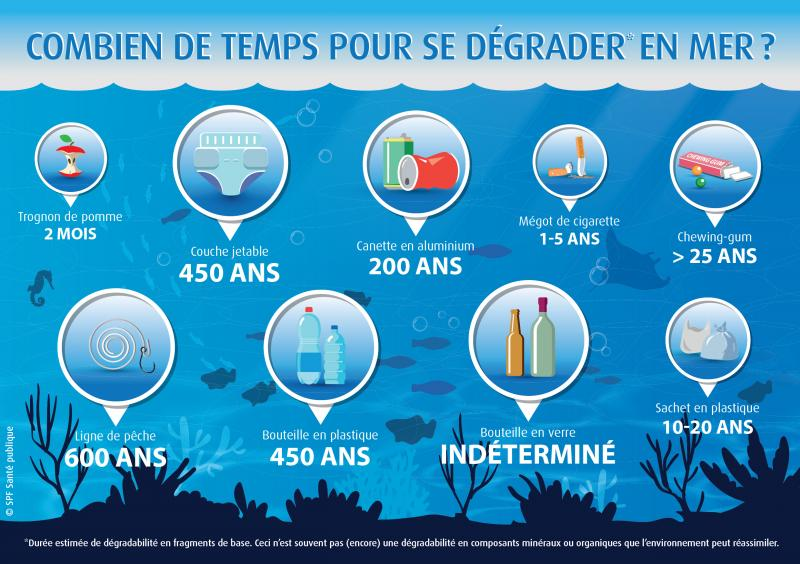 COMBIEN DE TEMPS POUR SE DÉGRADER* EN MER ?
CHEWING GUM
Trognon de pomme
2 MOIS
Couche jetable
450 ANS
Canette en aluminium
200 ANS
Mégot de cigarette
1-5 ANS
Chewing-gum
> 25 ANS
Ligne de pêche
600 ANS
Bouteille en plastique
450 ANS
Bouteille en verre
INDÉTERMINÉ
Sachet en plastique
10-20 ANS
© SPF Santé publique
*Durée estimée de dégradabilité en fragments de base. Ceci n'est souvent pas (encore) une dégradabilité en composants minéraux ou organiques que l'environnement peut réassimiler.